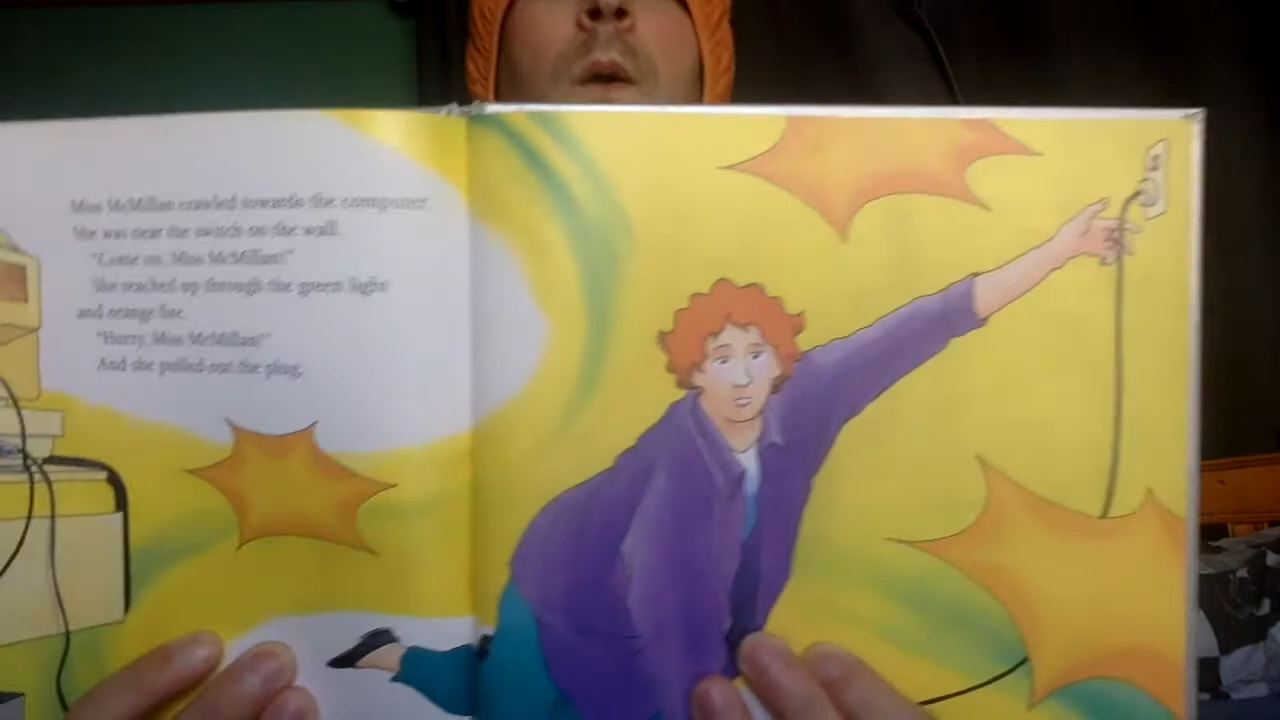 Miss McMillan crawled towards the computer.
She was near the switch on the wall.
"Come on, Miss McMillan!"
She reached up through the green light
and orange fire.
"Hurry, Miss McMillan!"
And she pulled out the plug.